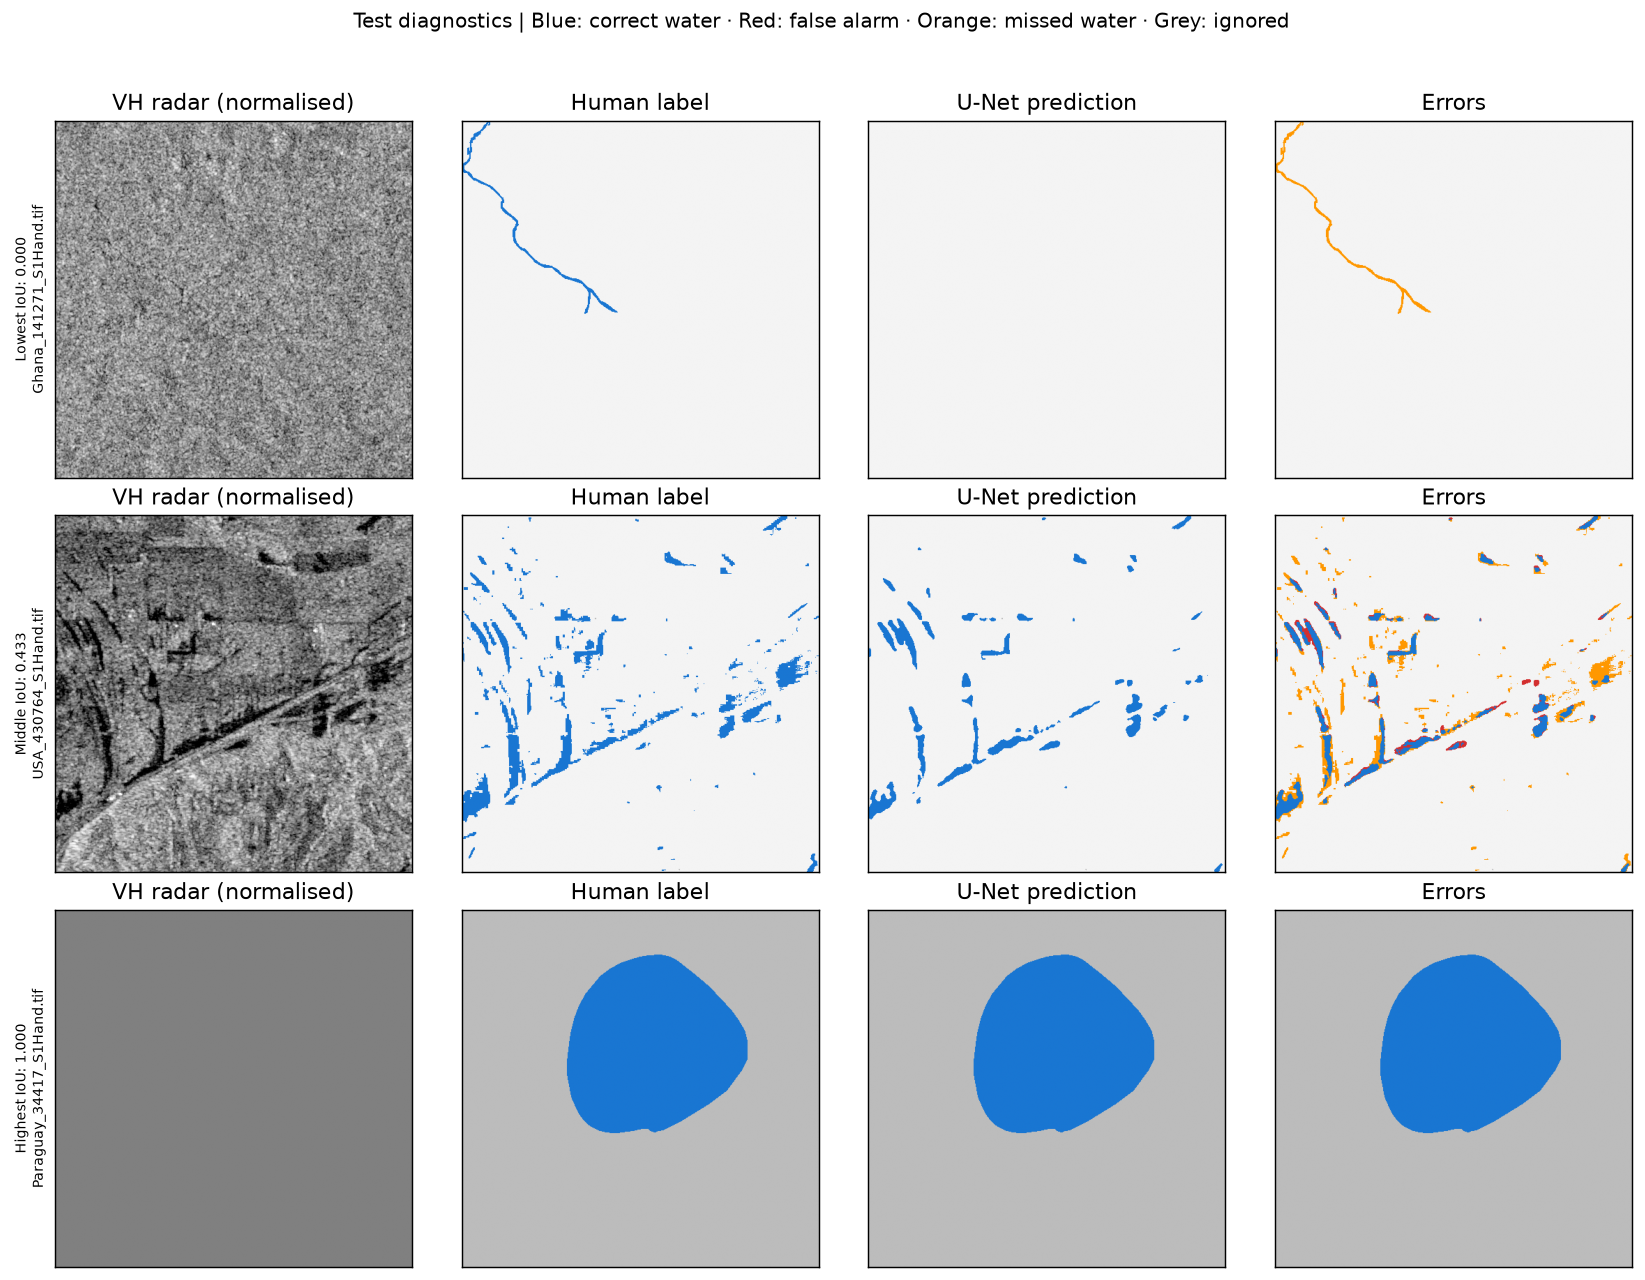 Test diagnostics | Blue: correct water · Red: false alarm · Orange: missed water · Grey: ignored
VH radar (normalised)
Human label
U-Net prediction
Errors
Lowest IoU: 0.000
Ghana_141271_S1Hand.tif
VH radar (normalised)
Human label
U-Net prediction
Errors
Middle IoU: 0.433
USA_430764_S1Hand.tif
VH radar (normalised)
Human label
U-Net prediction
Errors
Highest IoU: 1.000
Paraguay_34417_S1Hand.tif